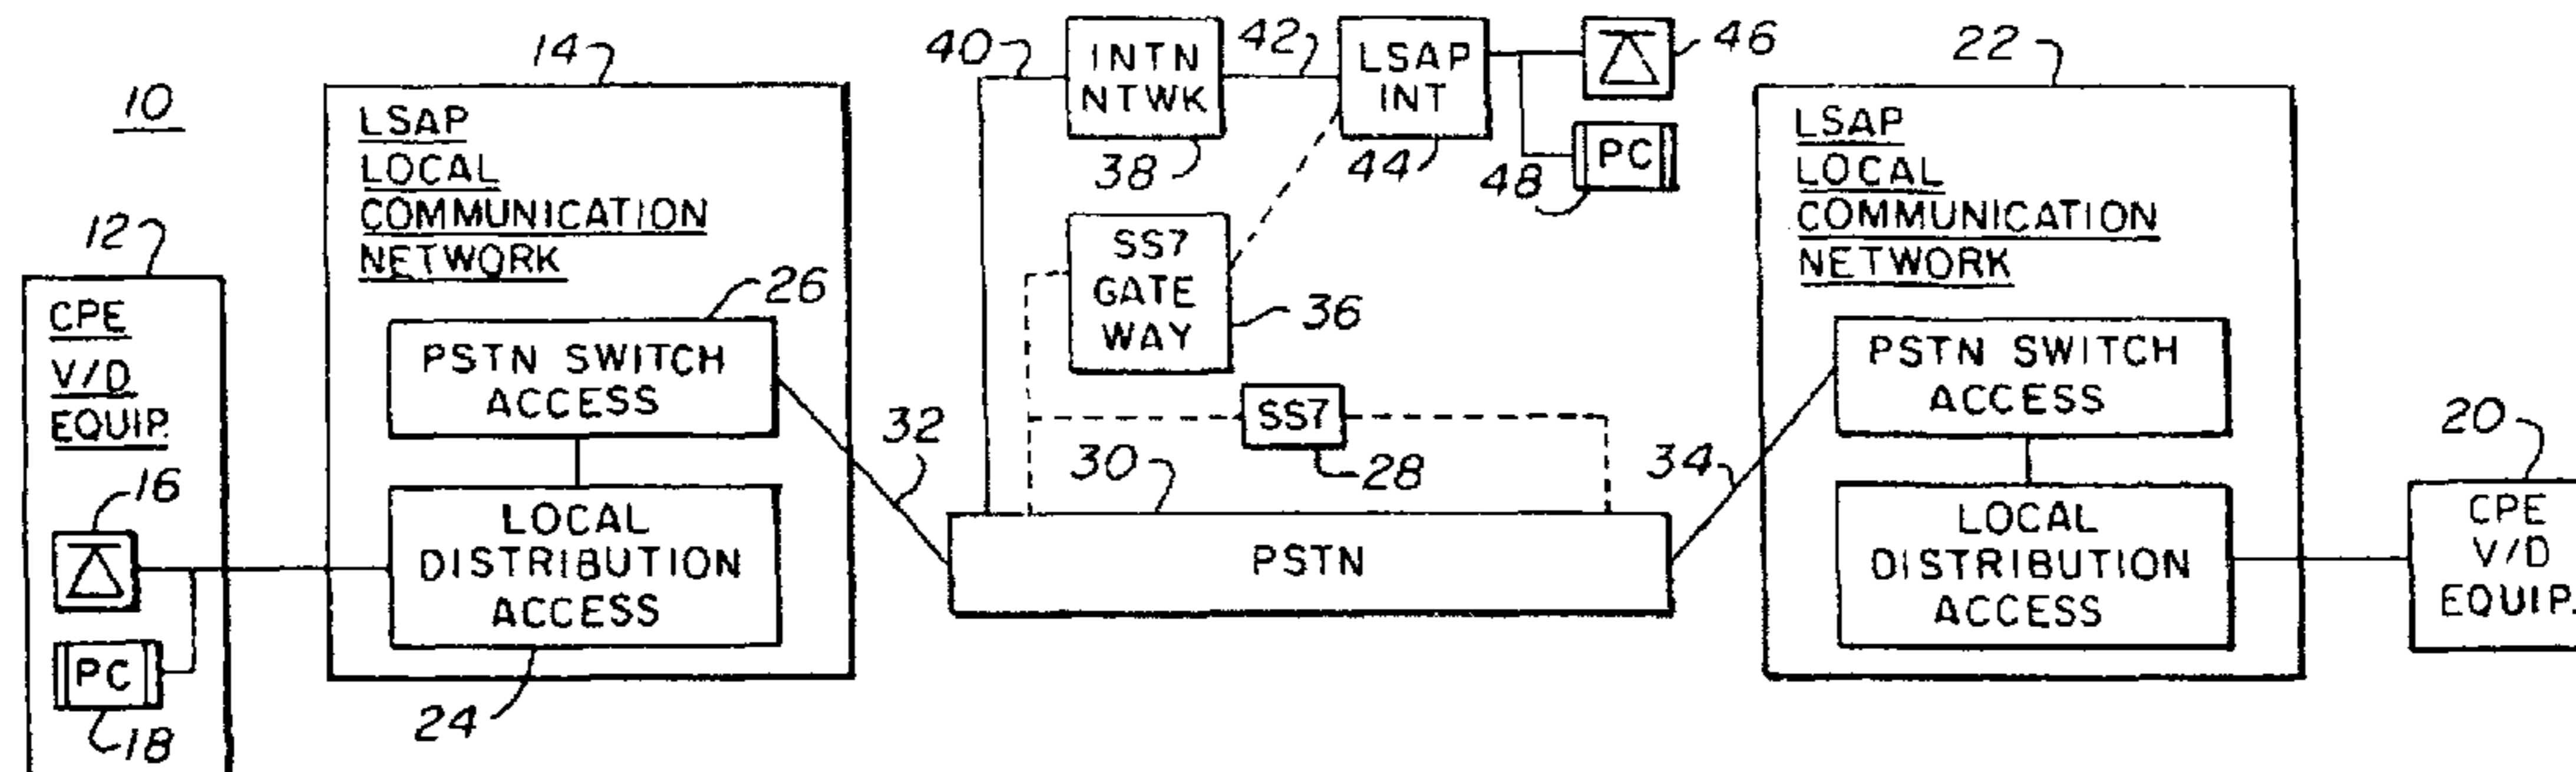 10
12
CPE
V/D
EQUIP.
16
PC
18
14
LSAP
LOCAL
COMMUNICATION
NETWORK
26
PSTN SWITCH
ACCESS
LOCAL
DISTRIBUTION
ACCESS
24
32
40
INTN
NTWK
38
42
LSAP
INT
44
46
PC
48
SS7
GATE
WAY
36
SS7
28
30
PSTN
34
22
LSAP
LOCAL
COMMUNICATION
NETWORK
PSTN SWITCH
ACCESS
LOCAL
DISTRIBUTION
ACCESS
20
CPE
V/D
EQUIP.